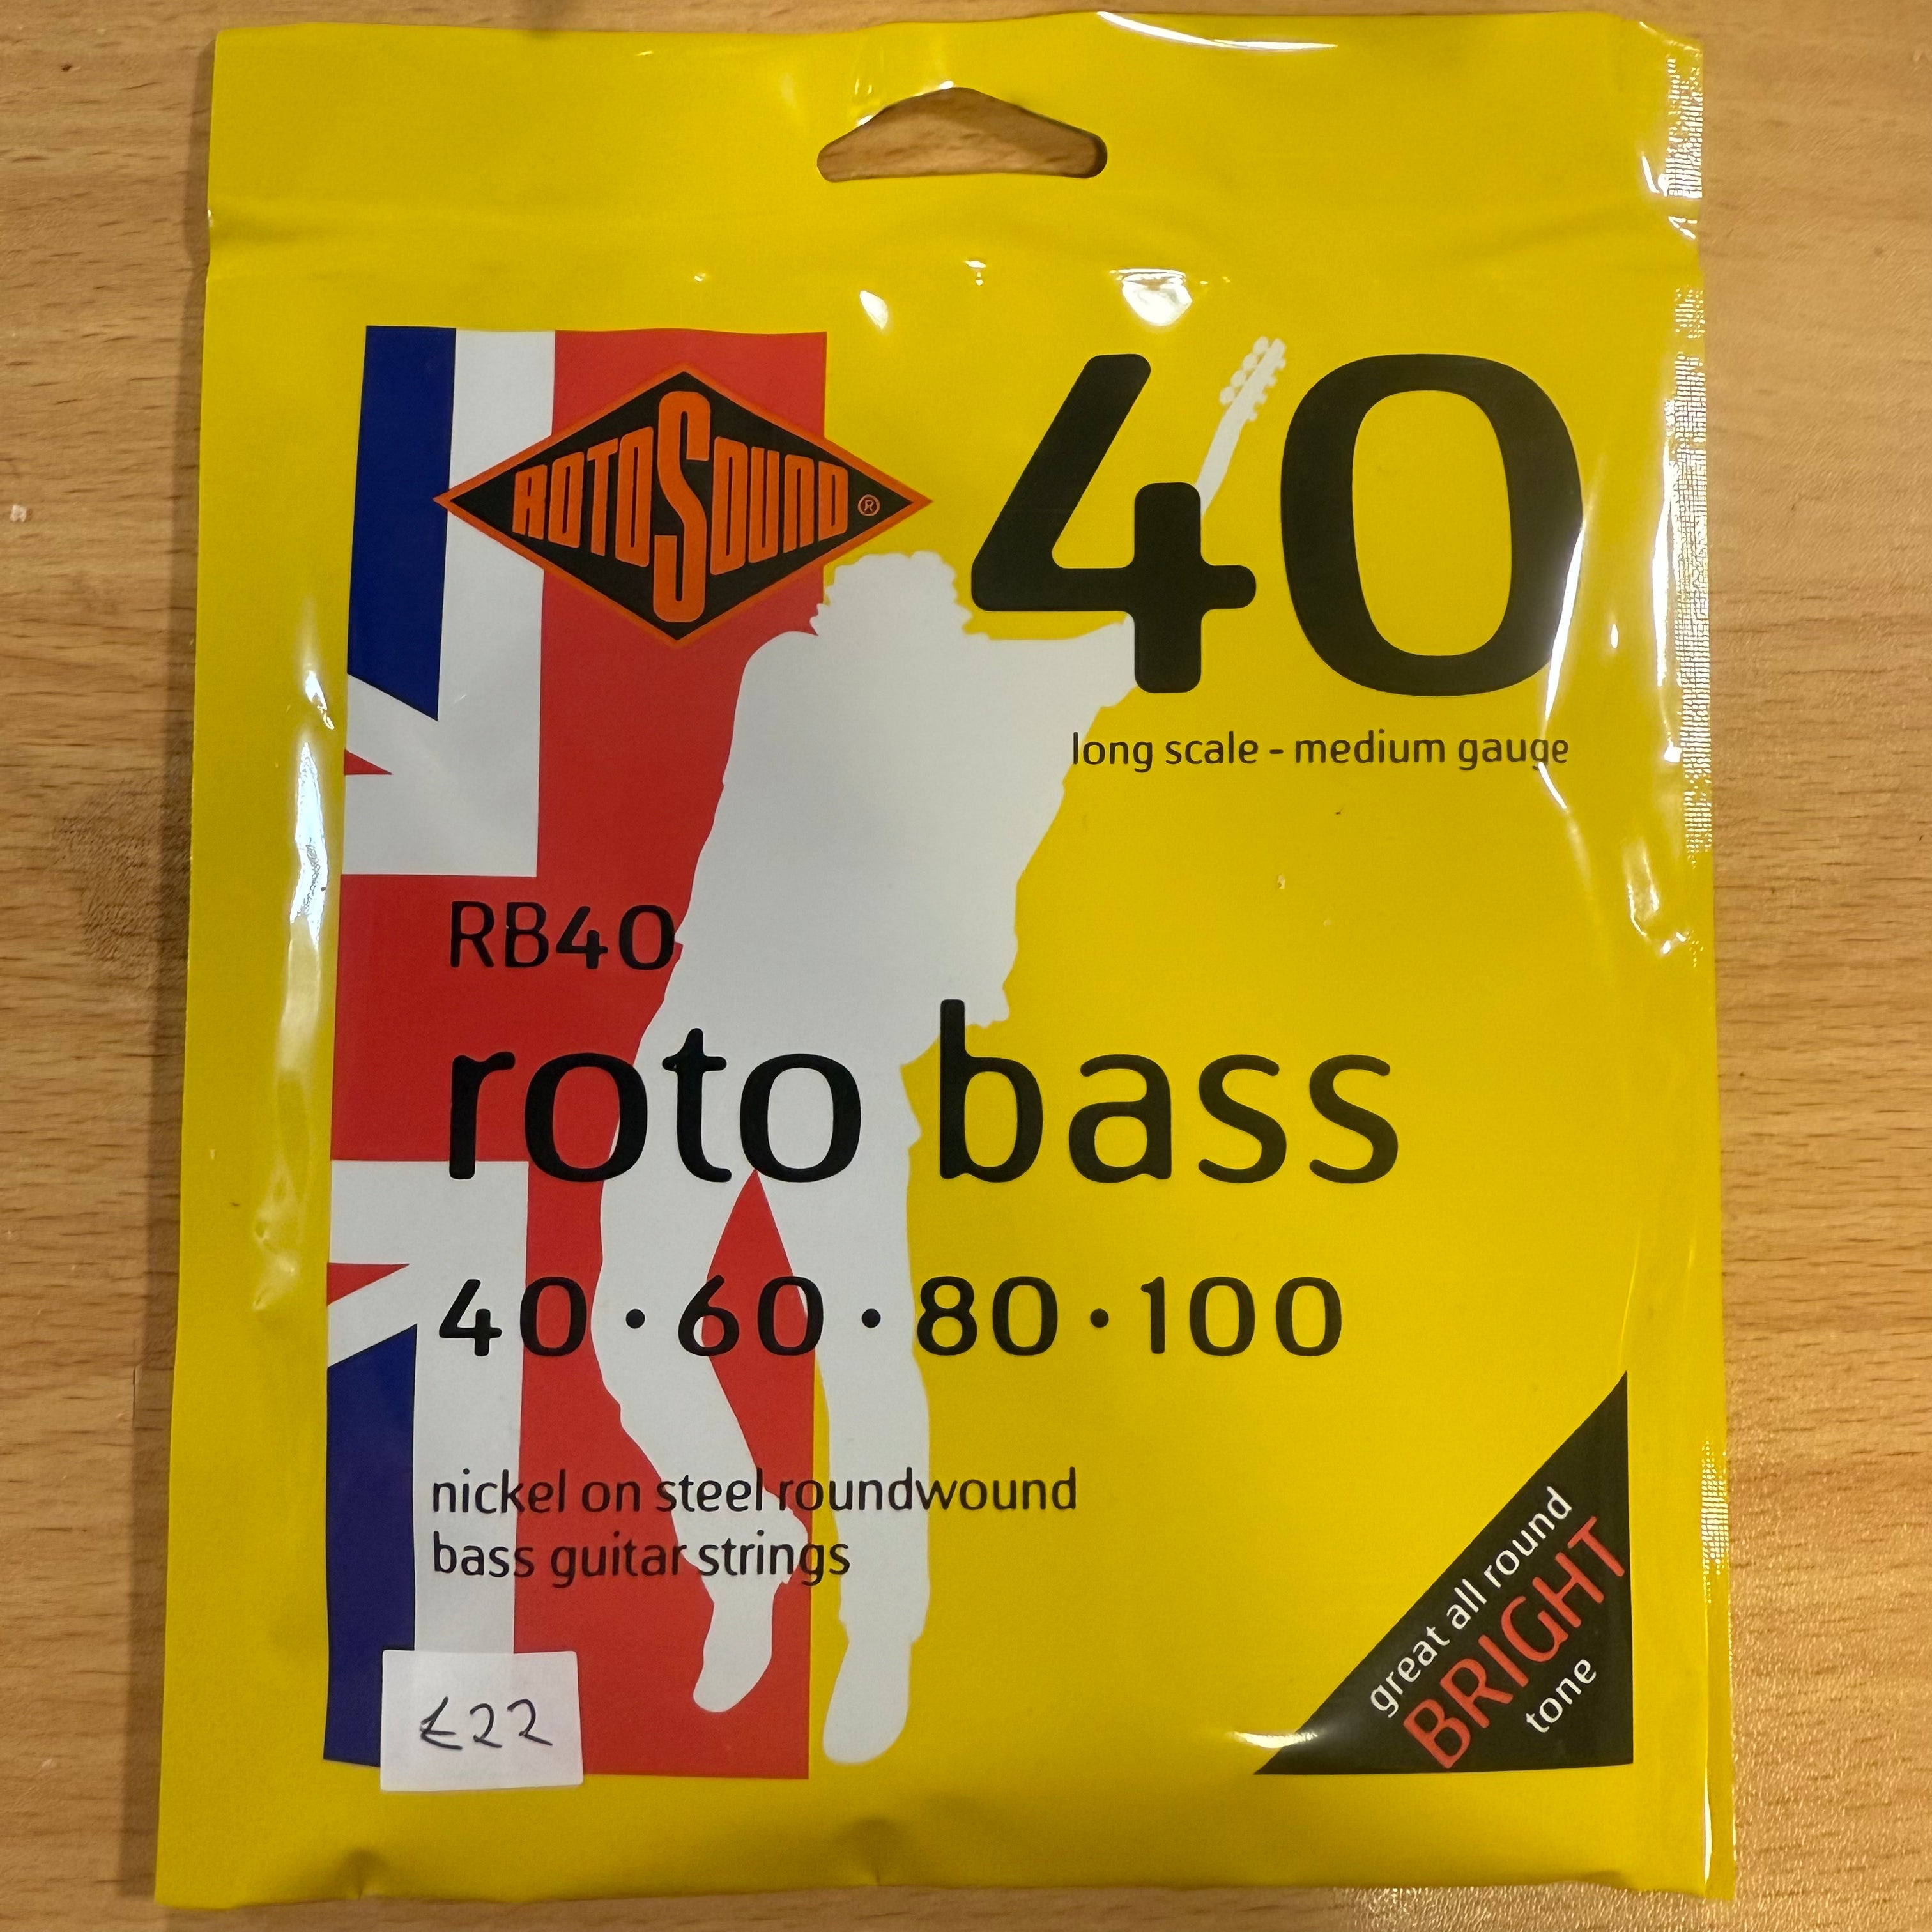 ROTOSOUND®
40
long scale - medium gauge
RB40
roto bass
40 • 60 • 80 • 100
nickel on steel roundwound
bass guitar strings
£22
great all round
BRIGHT
tone